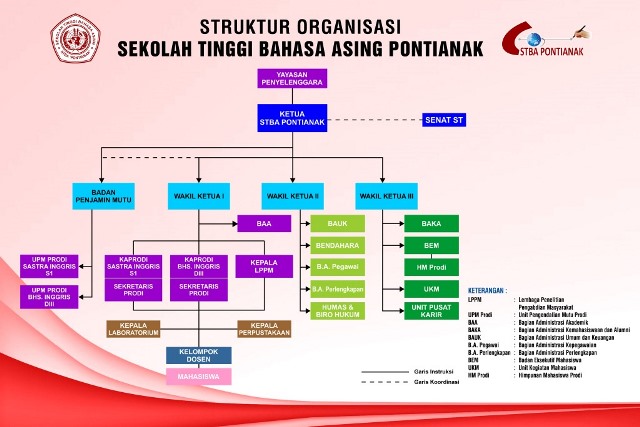 STRUKTUR ORGANISASI
SEKOLAH TINGGI BAHASA ASING PONTIANAK
STBA PONTIANAK
YAYASAN
PENYELENGGARA
KETUA
STBA PONTIANAK
SENAT ST
BADAN
PENJAMIN MUTU
WAKIL KETUA I
WAKIL KETUA II
WAKIL KETUA III
BAA
BAUK
BAKA
UPM PRODI
SASTRA INGGRIS
S1
KAPRODI
SASTRA INGGRIS
S1
KAPRODI
BHS. INGGRIS
DIII
KEPALA
LPPM
BENDAHARA
BEM
B.A. Pegawai
HM Prodi
UPM PRODI
BHS. INGGRIS
DIII
SEKRETARIS
PRODI
SEKRETARIS
PRODI
B.A. Perlengkapan
UKM
HUMAS &
BIRO HUKUM
UNIT PUSAT
KARIR
KEPALA
LABORATORIUM
KEPALA
PERPUSTAKAAN
KELOMPOK
DOSEN
MAHASISWA
Garis Instruksi
Garis Koordinasi
KETERANGAN :
LPPM : Lembaga Penelitian
Pengabdian Masyarakat
UPM Prodi : Unit Pengendalian Mutu Prodi
BAA : Bagian Administrasi Akademik
BAKA : Bagian Administrasi Kemahasiswaan dan Alumni
BAUK : Bagian Administrasi Umum dan Keuangan
B.A. Pegawai : Bagian Administrasi Kepegawaian
B.A. Perlengkapan : Bagian Administrasi Perlengkapan
BEM : Badan Eksekutif Mahasiswa
UKM : Unit Kegiatan Mahasiswa
HM Prodi : Himpunan Mahasiswa Prodi